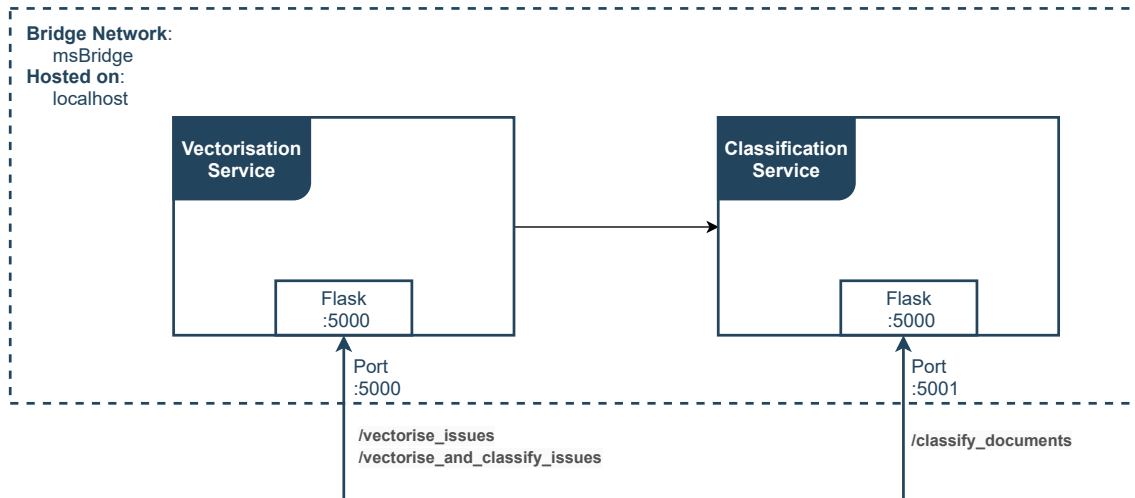 Bridge Network:
msBridge
Hosted on:
localhost
Vectorisation
Service
Classification
Service
Flask
:5000
Flask
:5000
Port
:5000
Port
:5001
/vectorise_issues
/vectorise_and_classify_issues
/classify_documents